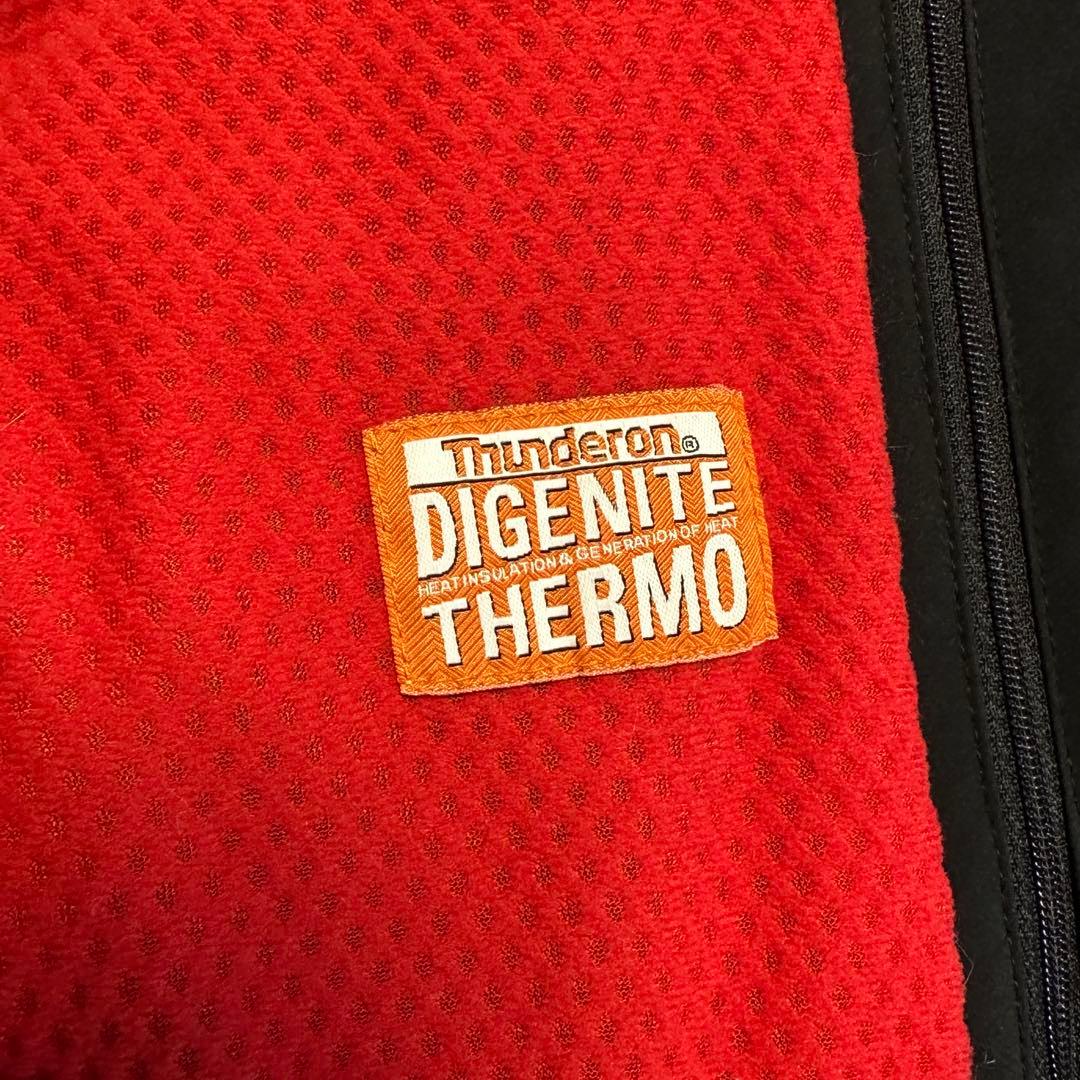 Thunderon®
DIGENITE
HEAT INSULATION & GENERATION OF HEAT
THERMO